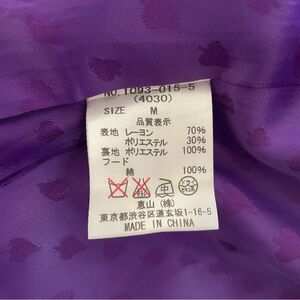 NO.1093-015-5
(4030)
SIZE M
品質表示
表地 レーヨン 70%
ポリエステル 30%
裏地 ポリエステル 100%
フード
綿 100%
惠山(株)
東京都渋谷区道玄坂1-16-5
MADE IN CHINA